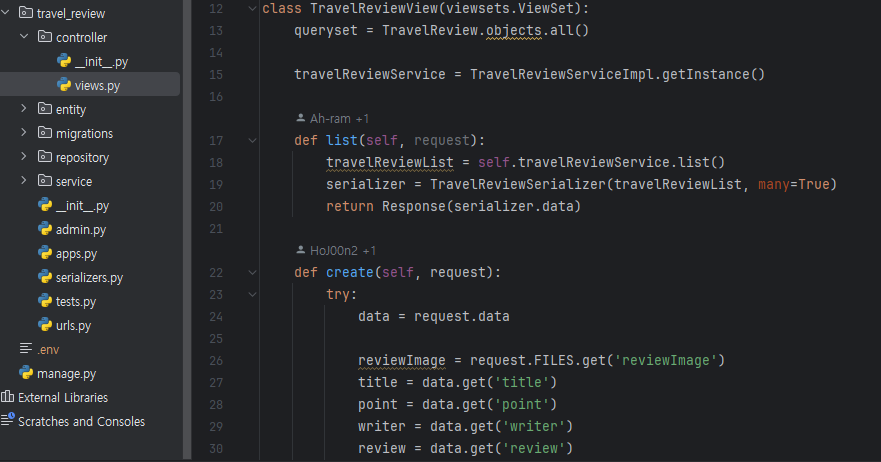 travel_review
controller
__init__.py
views.py
entity
migrations
repository
service
__init__.py
admin.py
apps.py
serializers.py
tests.py
urls.py
.env
manage.py
External Libraries
Scratches and Consoles
12 class TravelReviewView(viewsets.ViewSet):
13 queryset = TravelReview.objects.all()
14
15 travelReviewService = TravelReviewServiceImpl.getInstance()
16
Ah-ram +1
17 def list(self, request):
18 travelReviewList = self.travelReviewService.list()
19 serializer = TravelReviewSerializer(travelReviewList, many=True)
20 return Response(serializer.data)
21
HoJ00n2 +1
22 def create(self, request):
23 try:
24 data = request.data
25
26 reviewImage = request.FILES.get('reviewImage')
27 title = data.get('title')
28 point = data.get('point')
29 writer = data.get('writer')
30 review = data.get('review')